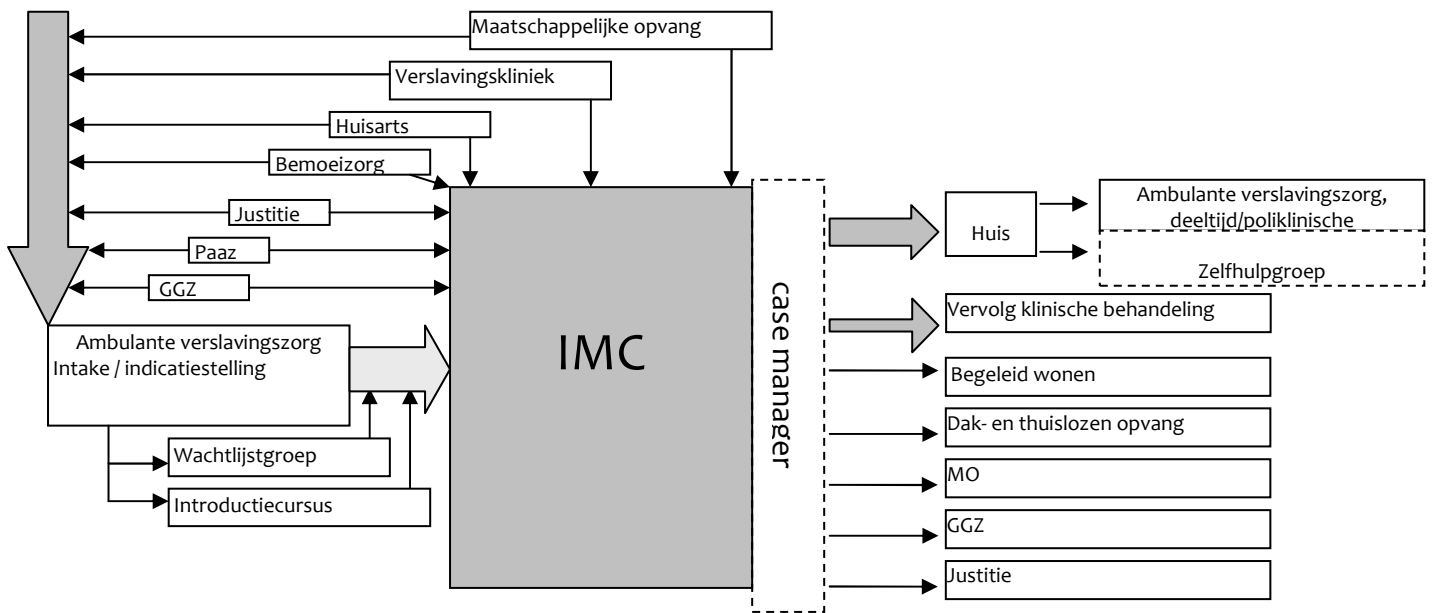 Maatschappelijke opvang
Verslavingskliniek
Huisarts
Bemoeizorg
Justitie
Paaz
GGZ
Ambulante verslavingszorg
Intake / indicatiestelling
Wachtlijstgroep
Introductiecursus
IMC
case manager
Huis
Ambulante verslavingszorg,
deeltijd/poliklinische
Zelfhulpgroep
Vervolg klinische behandeling
Begeleid wonen
Dak- en thuislozen opvang
MO
GGZ
Justitie